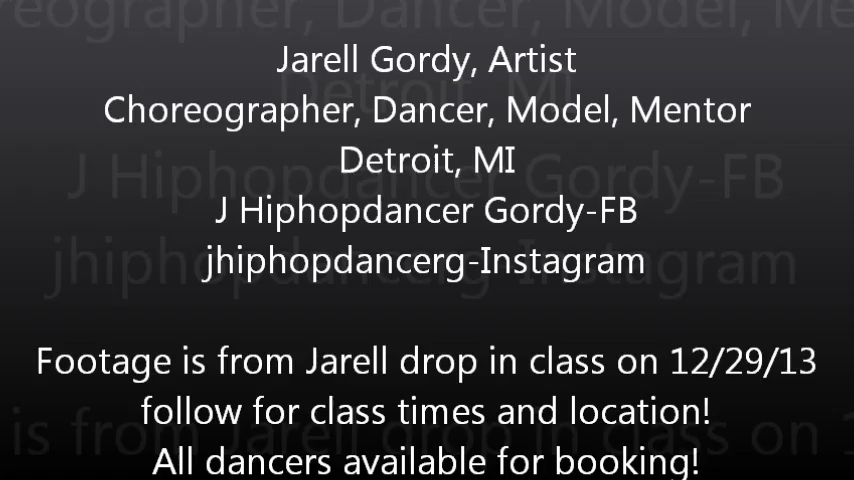 Jarell Gordy, Artist
Choreographer, Dancer, Model, Mentor
Detroit, MI
J Hiphopdancer Gordy-FB
jhiphopdancerg-Instagram
Footage is from Jarell drop in class on 12/29/13
follow for class times and location!
All dancers available for booking!